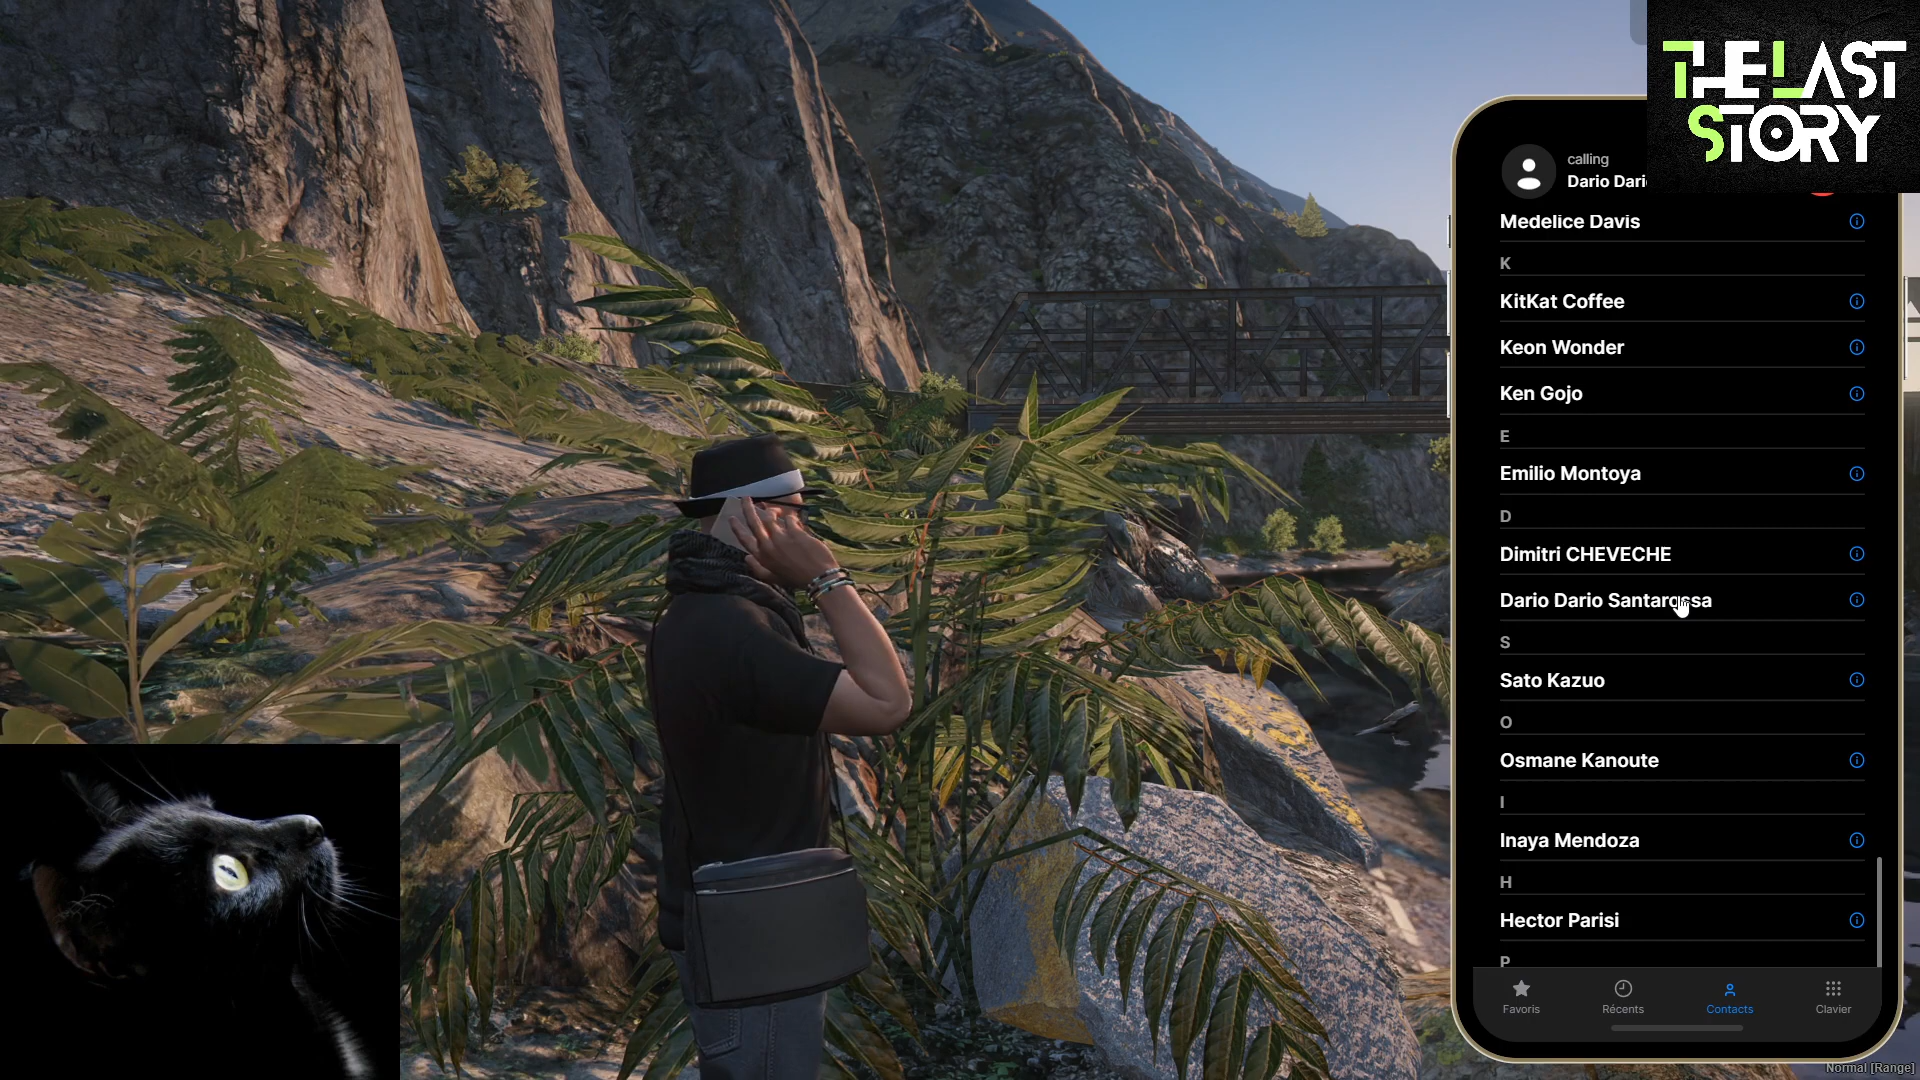 THE LAST
STORY
calling
Dario Dari
Medelice Davis
K
KitKat Coffee
Keon Wonder
Ken Gojo
E
Emilio Montoya
D
Dimitri CHEVECHE
Dario Dario Santarossa
S
Sato Kazuo
O
Osmane Kanoute
I
Inaya Mendoza
H
Hector Parisi
P
Favoris
Récents
Contacts
Clavier
Normal [Range]